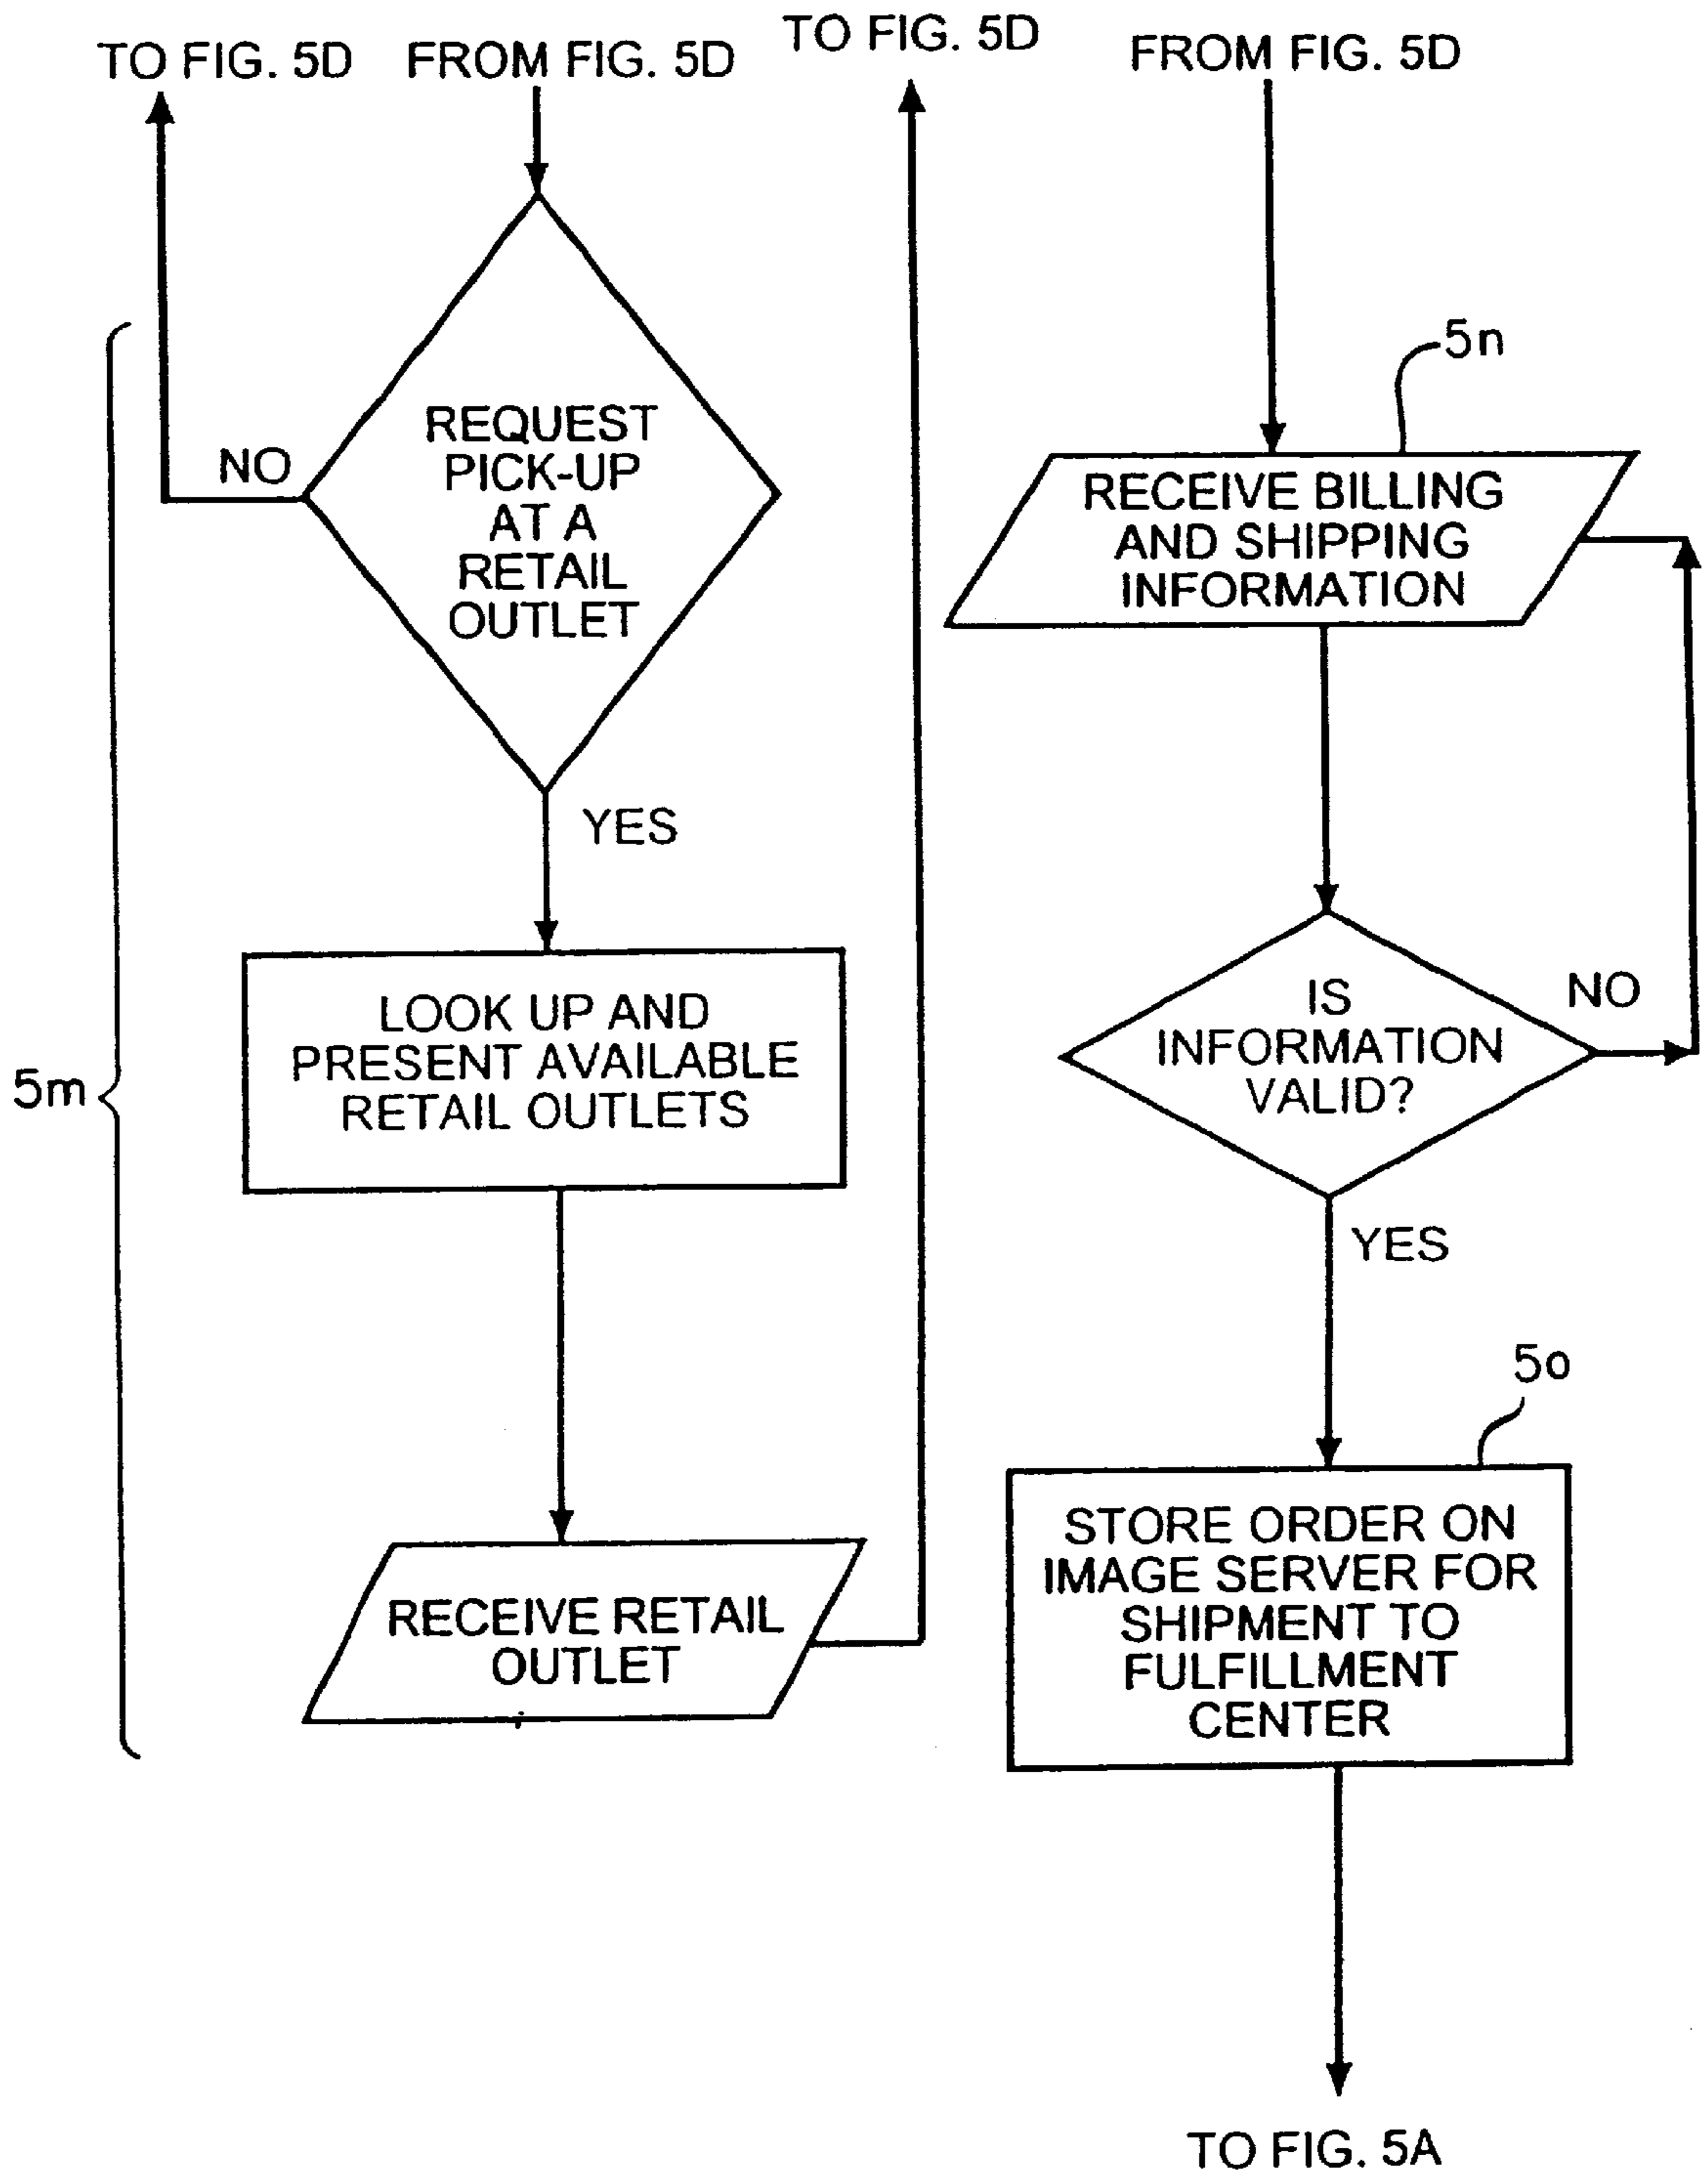 TO FIG. 5D
FROM FIG. 5D
TO FIG. 5D
FROM FIG. 5D
REQUEST
PICK-UP
AT A
RETAIL
OUTLET
NO
YES
5m
LOOK UP AND
PRESENT AVAILABLE
RETAIL OUTLETS
RECEIVE RETAIL
OUTLET
5n
RECEIVE BILLING
AND SHIPPING
INFORMATION
IS
INFORMATION
VALID?
NO
YES
5o
STORE ORDER ON
IMAGE SERVER FOR
SHIPMENT TO
FULFILLMENT
CENTER
TO FIG. 5A